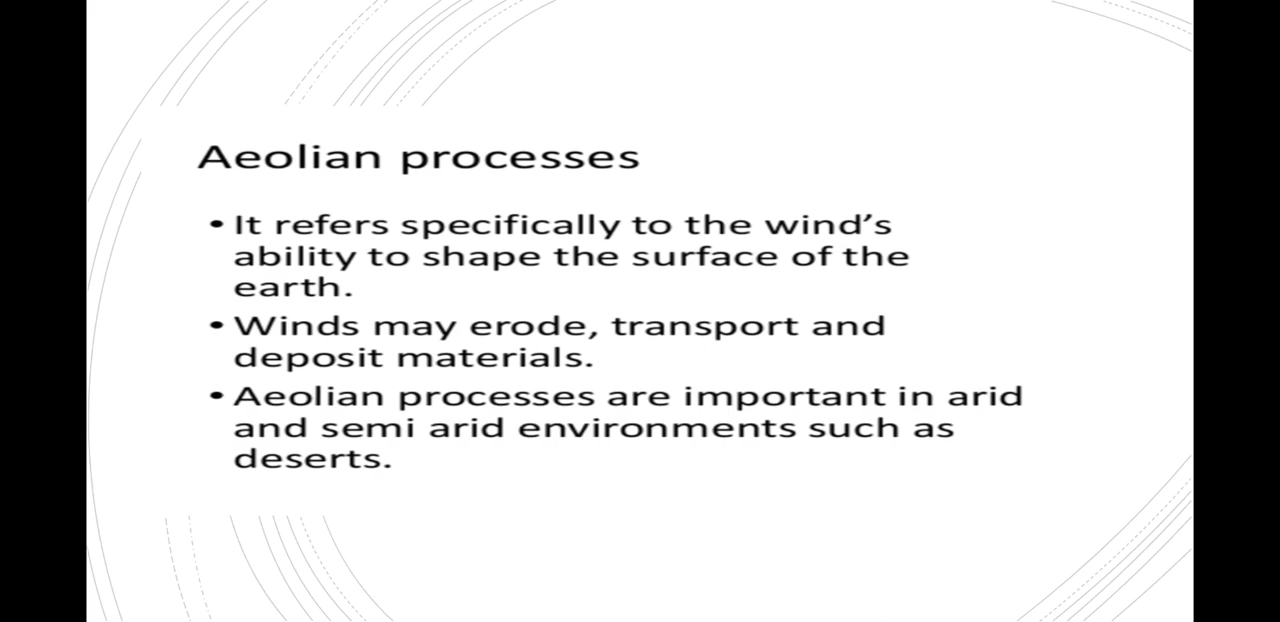 Aeolian processes
• It refers specifically to the wind’s
ability to shape the surface of the
earth.
• Winds may erode, transport and
deposit materials.
• Aeolian processes are important in arid
and semi arid environments such as
deserts.